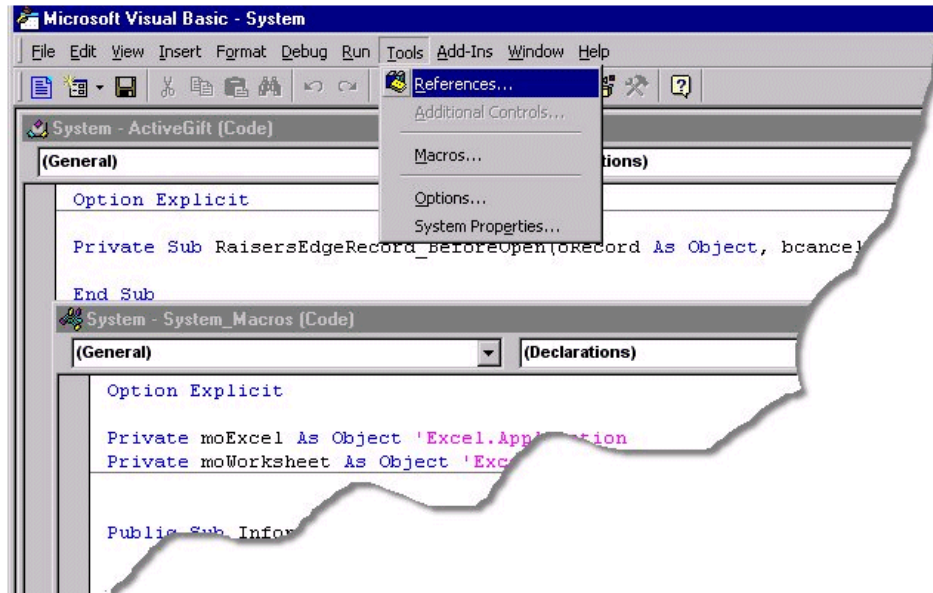 Microsoft Visual Basic - System
File Edit View Insert Format Debug Run Tools Add-Ins Window Help
References...
Additional Controls...
Macros...
Options...
System Properties...
System - ActiveGift (Code)
(General)
Option Explicit
Private Sub RaisersEdgeRecord_BeforeOpen(oRecord As Object, bcancel
End Sub
System - System_Macros (Code)
(General) (Declarations)
Option Explicit
Private moExcel As Object 'Excel.Application
Private moWorksheet As Object 'Exc
Public Sub Infor